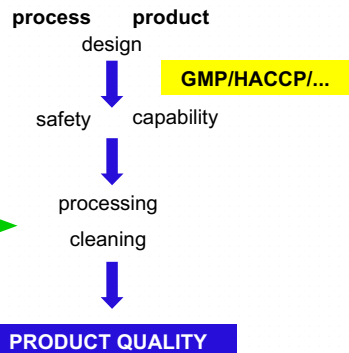 process product
design
GMP/HACCP/...
safety capability
processing
cleaning
PRODUCT QUALITY